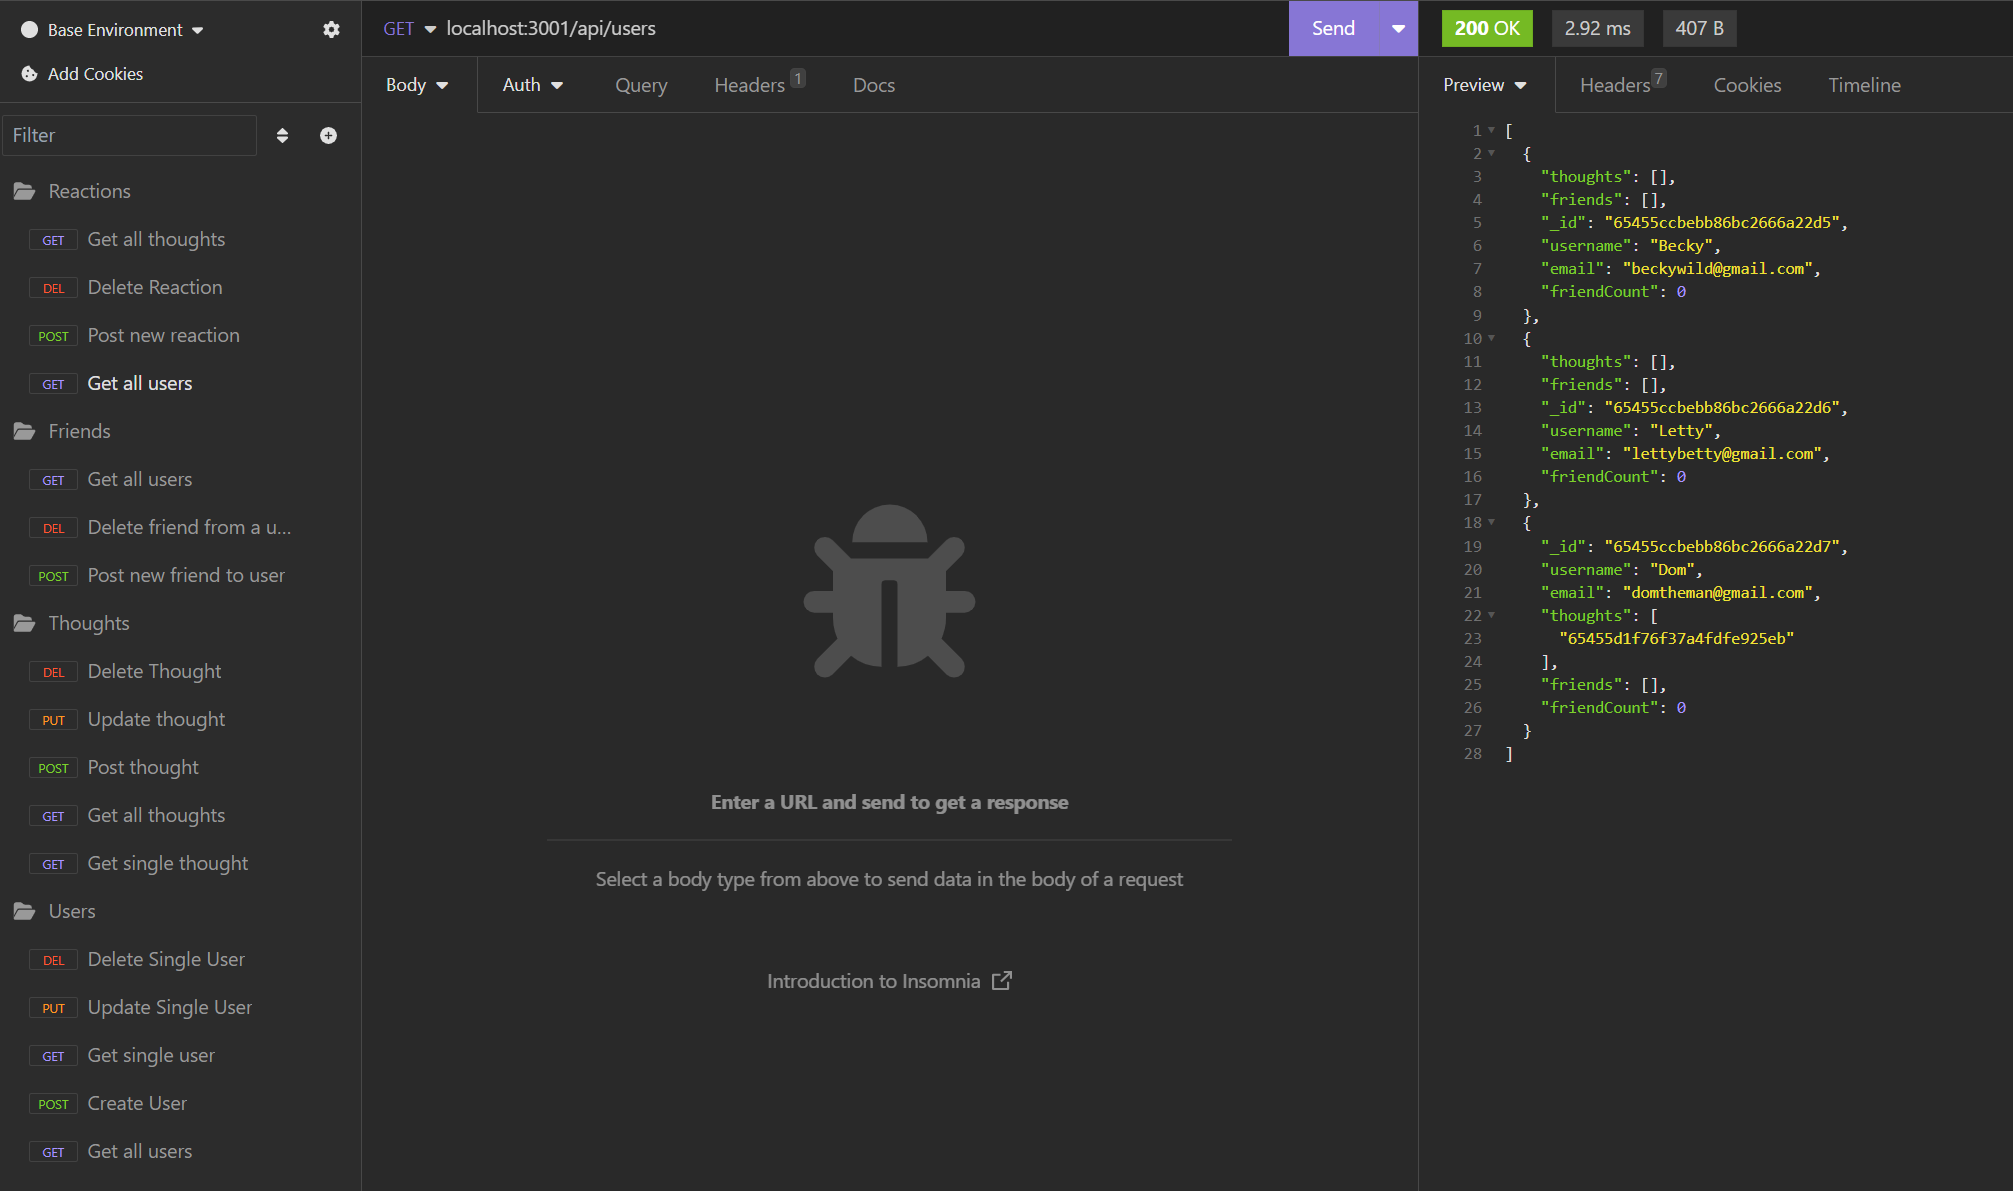 Base Environment
Add Cookies
Filter
Reactions
GET Get all thoughts
DEL Delete Reaction
POST Post new reaction
GET Get all users
Friends
GET Get all users
DEL Delete friend from a u...
POST Post new friend to user
Thoughts
DEL Delete Thought
PUT Update thought
POST Post thought
GET Get all thoughts
GET Get single thought
Users
DEL Delete Single User
PUT Update Single User
GET Get single user
POST Create User
GET Get all users
GET localhost:3001/api/users Send
Body Auth Query Headers 1 Docs
Enter a URL and send to get a response
Select a body type from above to send data in the body of a request
Introduction to Insomnia
200 OK 2.92 ms 407 B
Preview Headers 7 Cookies Timeline
1 [
2 {
3 "thoughts": [],
4 "friends": [],
5 "_id": "65455ccbebb86bc2666a22d5",
6 "username": "Becky",
7 "email": "beckywild@gmail.com",
8 "friendCount": 0
9 },
10 {
11 "thoughts": [],
12 "friends": [],
13 "_id": "65455ccbebb86bc2666a22d6",
14 "username": "Letty",
15 "email": "lettybetty@gmail.com",
16 "friendCount": 0
17 },
18 {
19 "_id": "65455ccbebb86bc2666a22d7",
20 "username": "Dom",
21 "email": "domtheman@gmail.com",
22 "thoughts": [
23 "65455d1f76f37a4fdfe925eb"
24 ],
25 "friends": [],
26 "friendCount": 0
27 }
28 ]